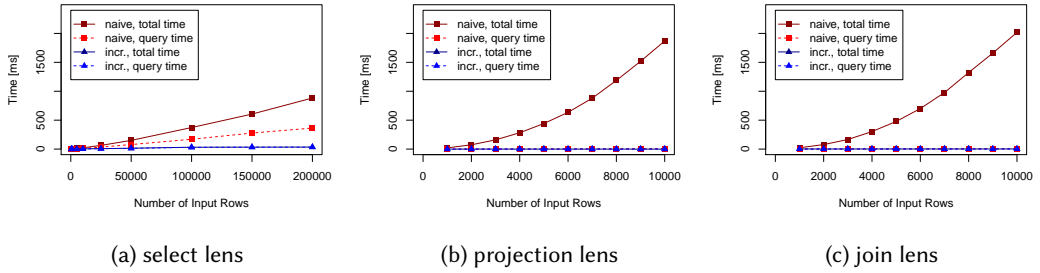 naive, total time
naive, query time
incr., total time
incr., query time
Time [ms]
0 500 1500
0 50000 100000 150000 200000
Number of Input Rows
(a) select lens
naive, total time
naive, query time
incr., total time
incr., query time
Time [ms]
0 500 1500
0 2000 4000 6000 8000 10000
Number of Input Rows
(b) projection lens
naive, total time
naive, query time
incr., total time
incr., query time
Time [ms]
0 500 1500
0 2000 4000 6000 8000 10000
Number of Input Rows
(c) join lens